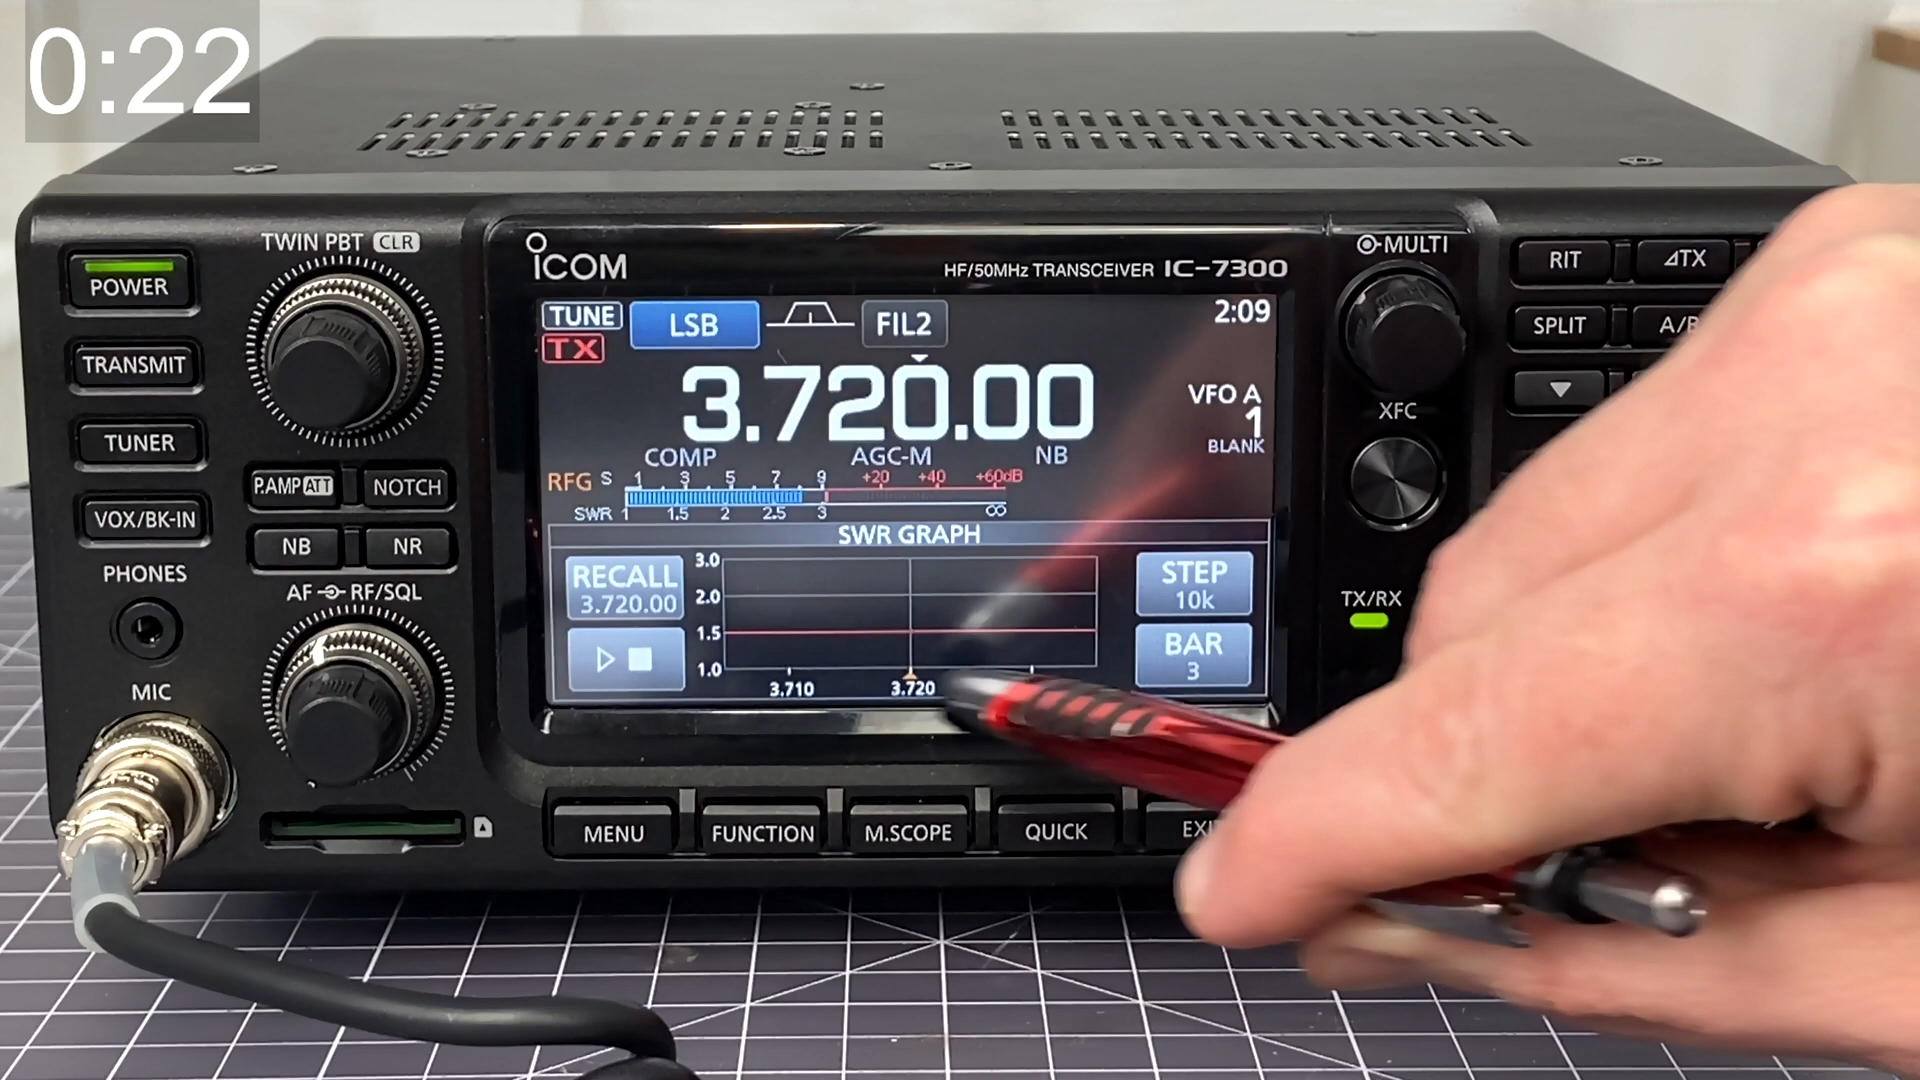 0:22
TWIN PBT CLR
POWER
TRANSMIT
TUNER
VOX/BK-IN
P.AMP ATT
NOTCH
NB
NR
PHONES
AF RF/SQL
MIC
ICOM
HF/50MHz TRANSCEIVER IC-7300
TUNE
LSB
FIL2
2:09
TX
3.720.00
VFO A
1
BLANK
COMP
AGC-M
NB
RFG
S 1 3 5 7 9 +20 +40 +60dB
SWR 1 1.5 2 2.5 3 ∞
SWR GRAPH
RECALL
3.720.00
3.0
2.0
1.5
1.0
3.710
3.720
STEP
10k
BAR
3
MENU
FUNCTION
M.SCOPE
QUICK
MULTI
XFC
TX/RX
RIT
⊿TX
SPLIT